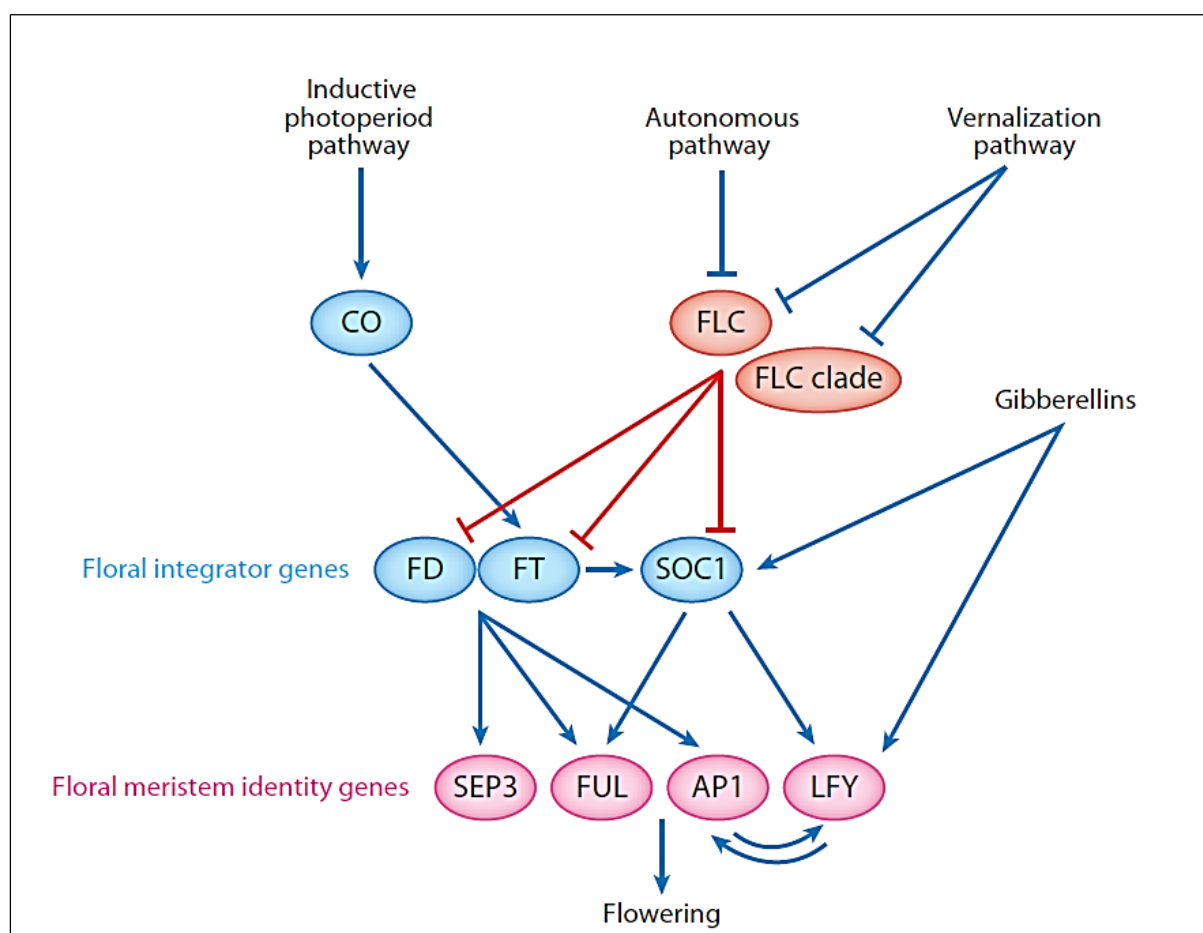 Inductive
photoperiod
pathway
Autonomous
pathway
Vernalization
pathway
CO
FLC
FLC clade
Gibberellins
Floral integrator genes
FD
FT
SOC1
Floral meristem identity genes
SEP3
FUL
AP1
LFY
Flowering